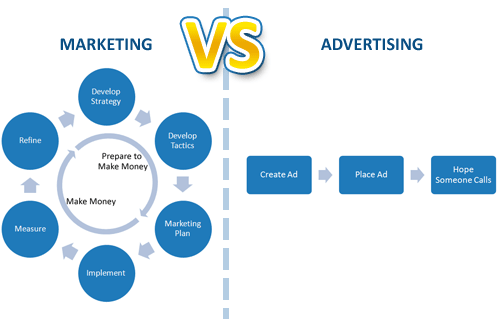 MARKETING
VS
ADVERTISING
Develop
Strategy
Develop
Tactics
Marketing
Plan
Implement
Measure
Refine
Prepare to
Make Money
Make Money
Create Ad
Place Ad
Hope
Someone Calls